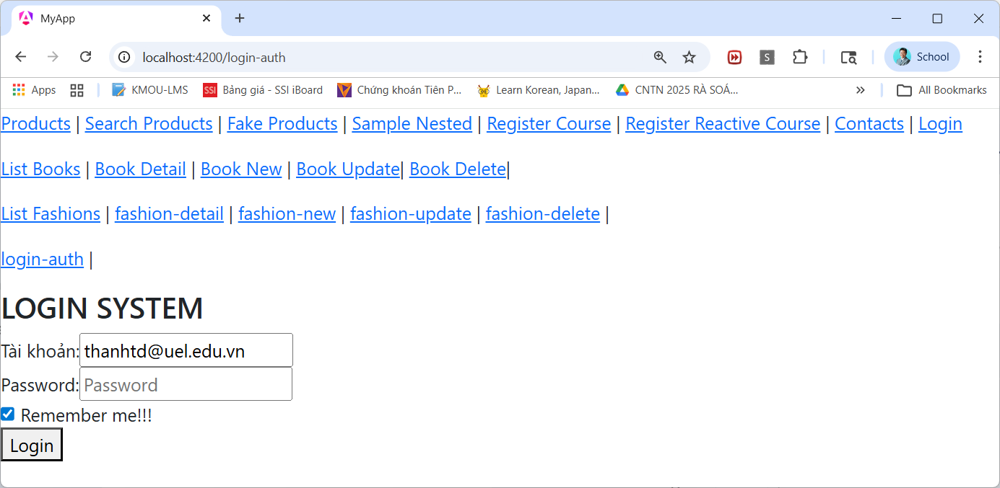 MyApp
localhost:4200/login-auth
School
Apps KMOU-LMS SSI Bảng giá - SSI iBoard Chứng khoán Tiên P... Learn Korean, Japan... CNTN 2025 RÀ SOÁ... All Bookmarks
Products | Search Products | Fake Products | Sample Nested | Register Course | Register Reactive Course | Contacts | Login
List Books | Book Detail | Book New | Book Update| Book Delete|
List Fashions | fashion-detail | fashion-new | fashion-update | fashion-delete |
login-auth |
LOGIN SYSTEM
Tài khoản: thanhtd@uel.edu.vn
Password: Password
Remember me!!!
Login